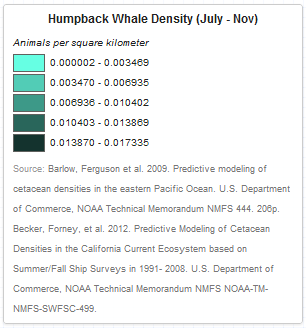 Humpback Whale Density (July - Nov)
Animals per square kilometer
0.000002 - 0.003469
0.003470 - 0.006935
0.006936 - 0.010402
0.010403 - 0.013869
0.013870 - 0.017335
Source: Barlow, Ferguson et al. 2009. Predictive modeling of
cetacean densities in the eastern Pacific Ocean. U.S. Department
of Commerce, NOAA Technical Memorandum NMFS 444. 206p.
Becker, Forney, et al. 2012. Predictive Modeling of Cetacean
Densities in the California Current Ecosystem based on
Summer/Fall Ship Surveys in 1991- 2008. U.S. Department of
Commerce, NOAA Technical Memorandum NMFS NOAA-TM-
NMFS-SWFSC-499.